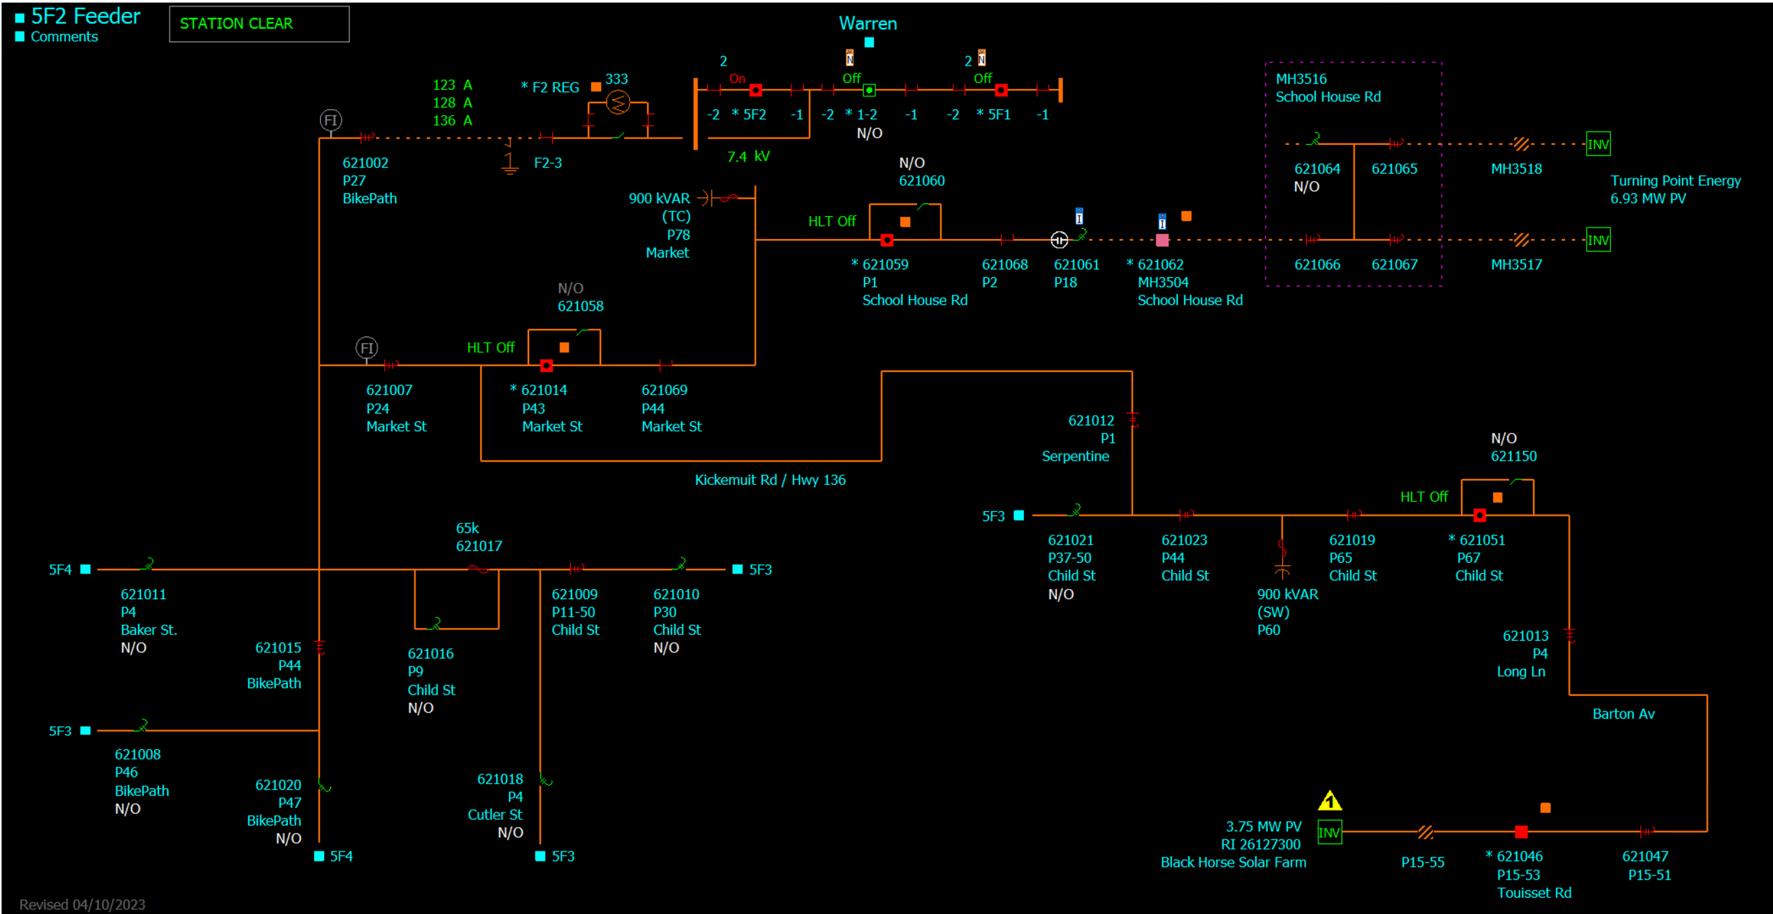 5F2 Feeder
Comments
STATION CLEAR
Warren
123 A
128 A
136 A
* F2 REG
333
2
On
N
Off
2
N
Off
-2
* 5F2
-1
-2
* 1-2
-1
-2
* 5F1
-1
N/O
7.4 kV
FI
621002
P27
BikePath
F2-3
900 kVAR
(TC)
P78
Market
N/O
621060
HLT Off
* 621059
P1
School House Rd
621068
P2
I
621061
P18
I
* 621062
MH3504
School House Rd
MH3516
School House Rd
621064
N/O
621065
621066
621067
MH3518
MH3517
INV
INV
Turning Point Energy
6.93 MW PV
FI
621007
P24
Market St
HLT Off
N/O
621058
* 621014
P43
Market St
621069
P44
Market St
Kickemuit Rd / Hwy 136
621012
P1
Serpentine
5F3
621021
P37-50
Child St
N/O
621023
P44
Child St
900 kVAR
(SW)
P60
621019
P65
Child St
HLT Off
N/O
621150
* 621051
P67
Child St
621013
P4
Long Ln
Barton Av
5F4
621011
P4
Baker St.
N/O
65k
621017
621016
P9
Child St
N/O
621009
P11-50
Child St
621010
P30
Child St
N/O
5F3
621015
P44
BikePath
5F3
621008
P46
BikePath
N/O
621020
P47
BikePath
N/O
5F4
621018
P4
Cutler St
N/O
5F3
1
INV
3.75 MW PV
RI 26127300
Black Horse Solar Farm
P15-55
* 621046
P15-53
Touisset Rd
621047
P15-51
Revised 04/10/2023